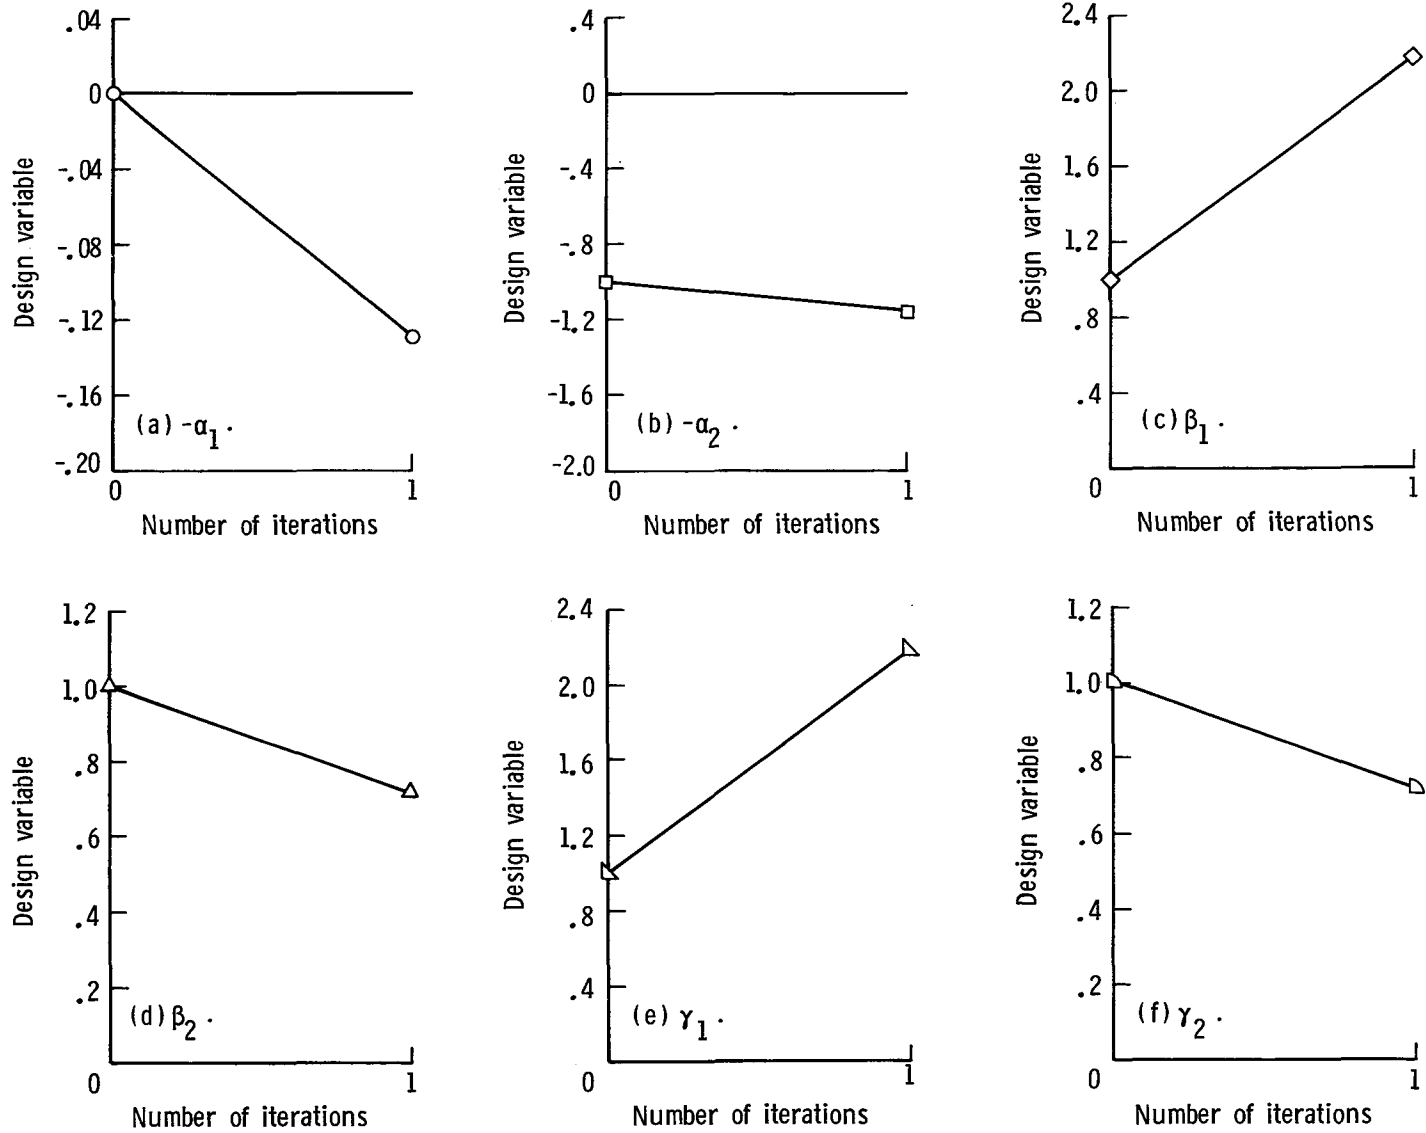 .04
0
-.04
-.08
-.12
-.16
-.20
Design variable
(a) -α1.
0 1
Number of iterations
.4
0
-.4
-.8
-1.2
-1.6
-2.0
Design variable
(b) -α2.
0 1
Number of iterations
2.4
2.0
1.6
1.2
.8
.4
Design variable
(c) β1.
0 1
Number of iterations
1.2
1.0
.8
.6
.4
.2
Design variable
(d) β2.
0 1
Number of iterations
2.4
2.0
1.6
1.2
.8
.4
Design variable
(e) γ1.
0 1
Number of iterations
1.2
1.0
.8
.6
.4
.2
Design variable
(f) γ2.
0 1
Number of iterations